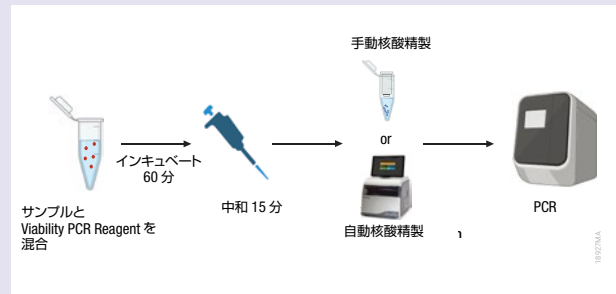 手動核酸精製
or
インキュベート
60 分
中和 15 分
自動核酸精製
PCR
サンプルと
Viability PCR Reagent を
混合
18927MA